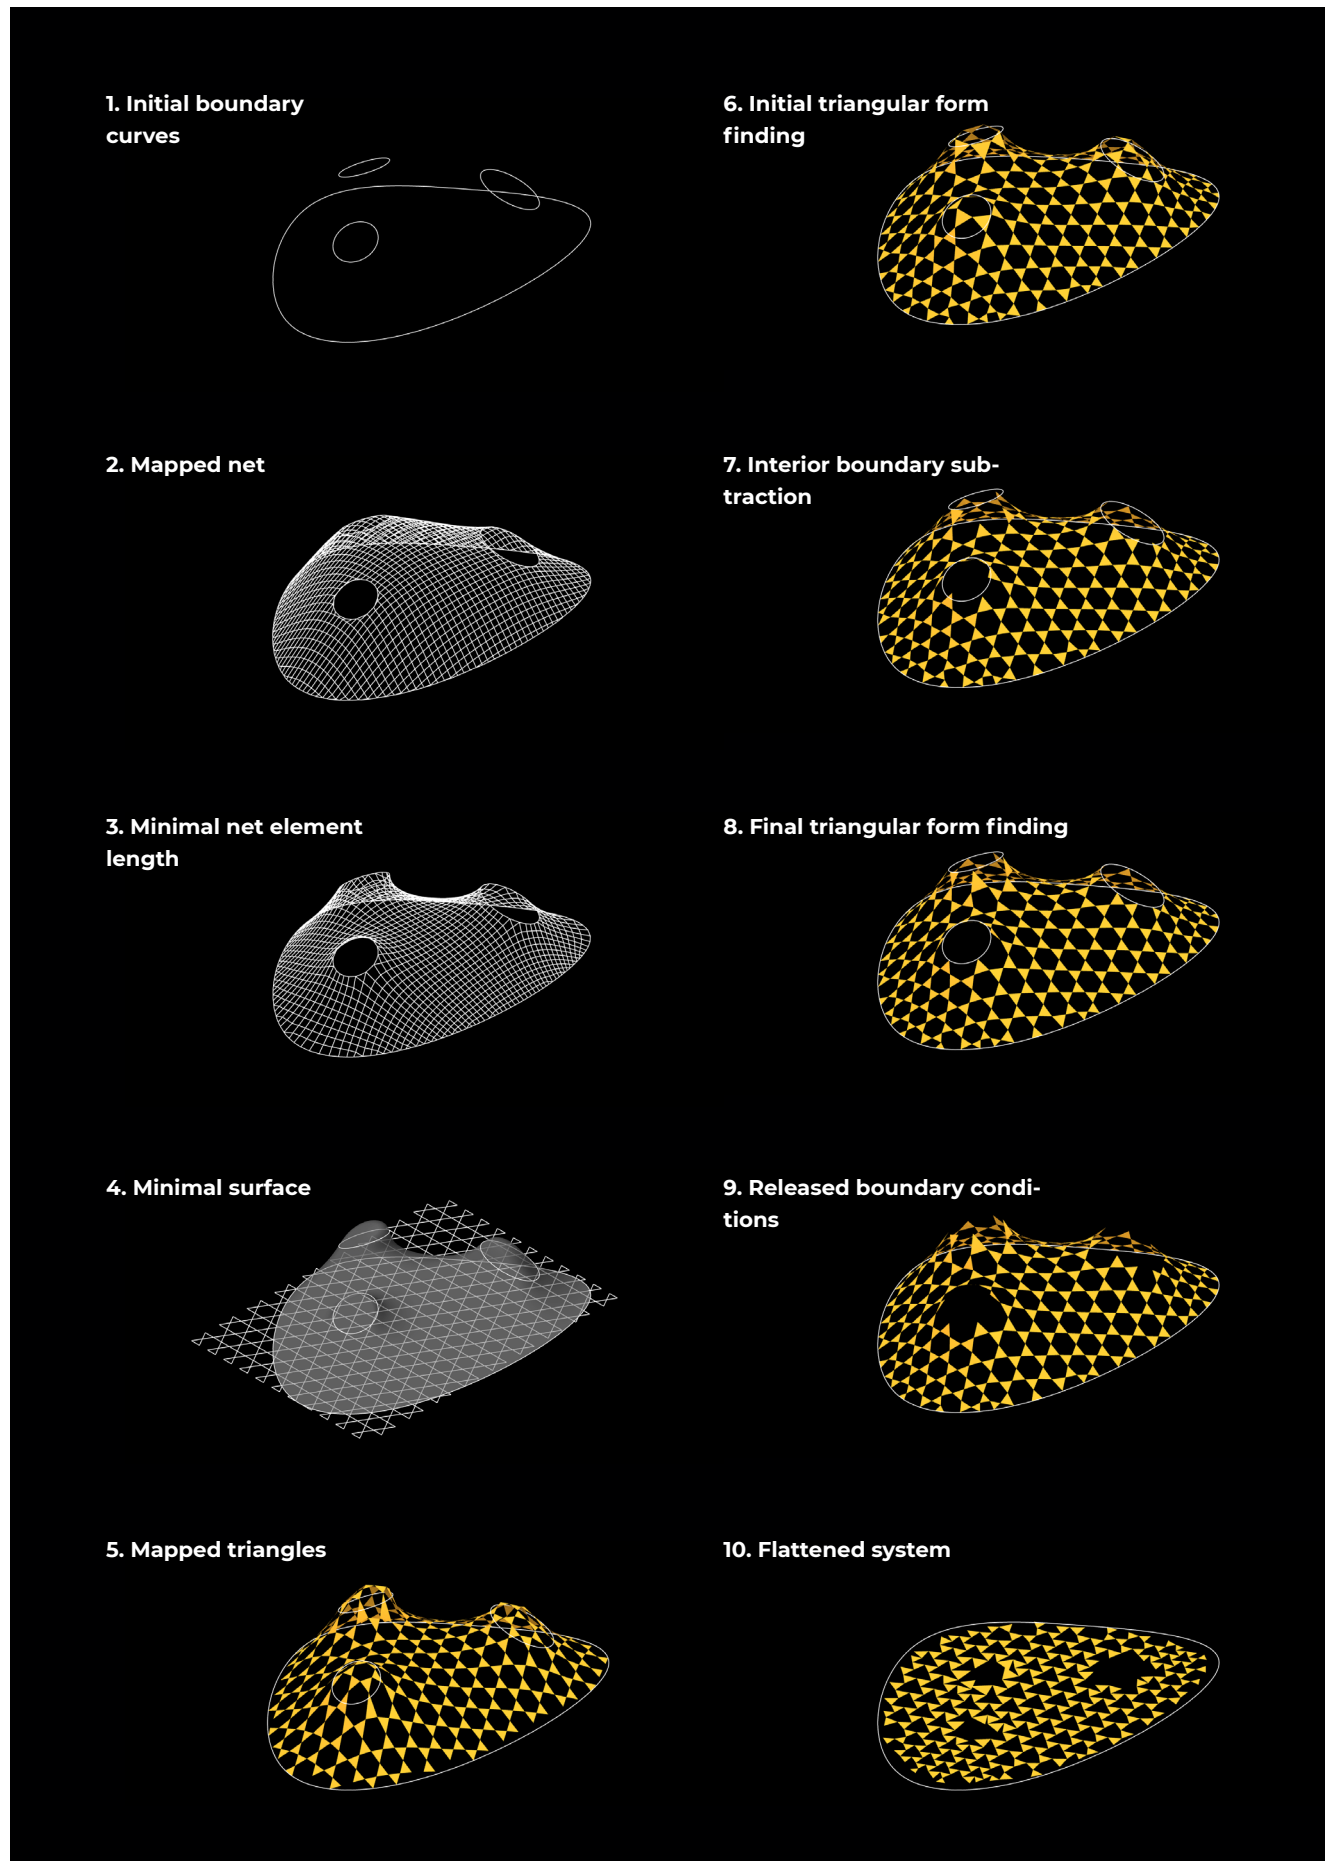 1. Initial boundary
curves
2. Mapped net
3. Minimal net element
length
4. Minimal surface
5. Mapped triangles
6. Initial triangular form
finding
7. Interior boundary sub-
traction
8. Final triangular form finding
9. Released boundary condi-
tions
10. Flattened system